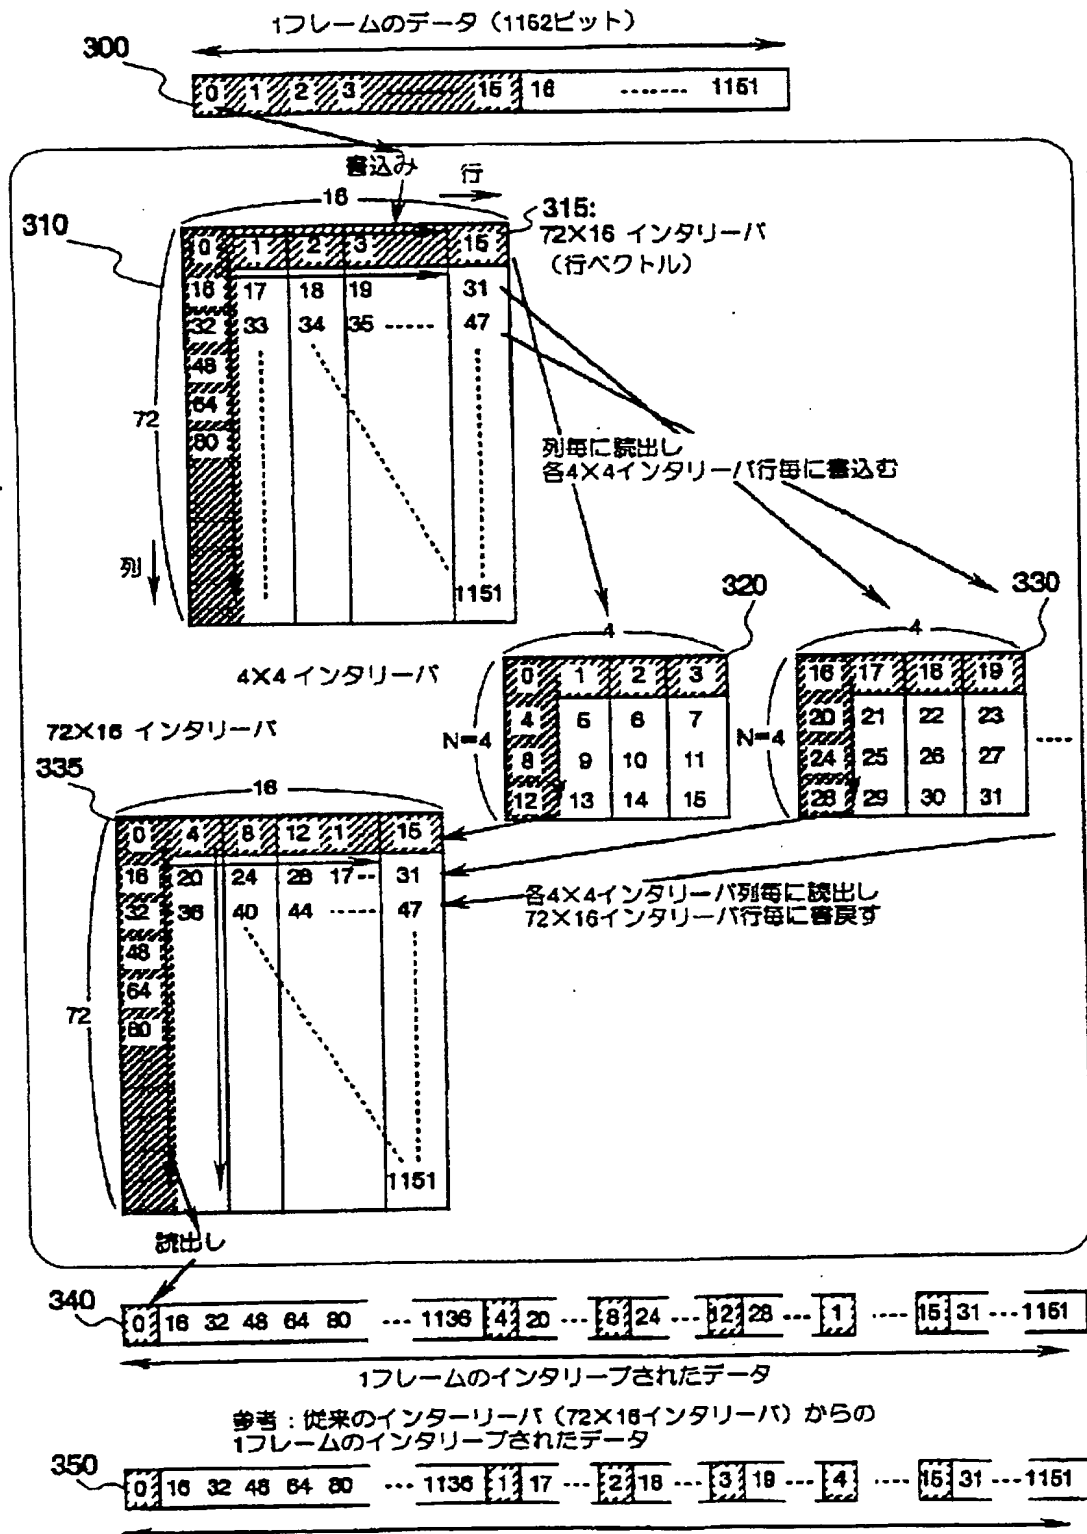 1フレームのデータ（1152ビット）
300
0 1 2 3 ------- 15 16 ------- 1151
書込み
行
16
310
315:
72×16 インタリーバ
（行ベクトル）
0 1 2 3 15
16 17 18 19 31
32 33 34 35 ----- 47
48
64
80
72
列
1151
列毎に読出し
各4×4インタリーバ行毎に書込む
320
330
4
4
4×4 インタリーバ
N=4
0 1 2 3
4 5 6 7
8 9 10 11
12 13 14 15
N=4
16 17 18 19
20 21 22 23
24 25 26 27
28 29 30 31
----
72×16 インタリーバ
335
16
0 4 8 12 1 15
16 20 24 28 17-- 31
32 36 40 44 ----- 47
48
64
80
72
1151
各4×4インタリーバ列毎に読出し
72×16インタリーバ行毎に書戻す
読出し
340
0 16 32 48 64 80 --- 1136 4 20 --- 8 24 --- 12 28 --- 1 ---- 15 31 --- 1151
1フレームのインタリーブされたデータ
参考：従来のインターリーバ（72×16インタリーバ）からの
1フレームのインタリーブされたデータ
350
0 16 32 48 64 80 --- 1136 1 17 --- 2 18 --- 3 19 --- 4 ---- 15 31 ---1151